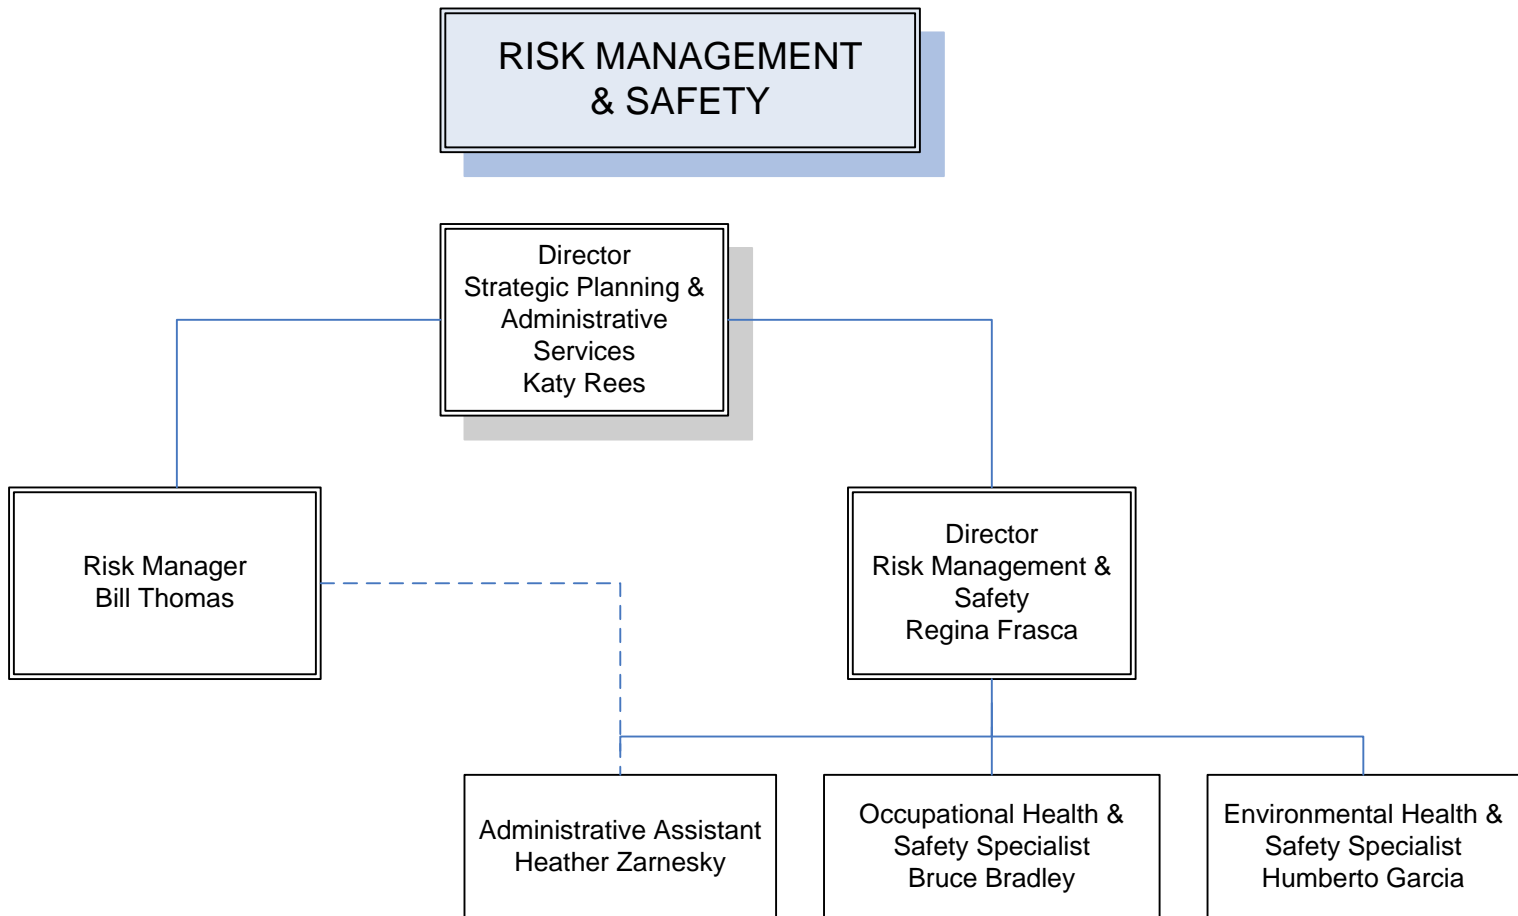 RISK MANAGEMENT
& SAFETY
Director
Strategic Planning &
Administrative
Services
Katy Rees
Risk Manager
Bill Thomas
Director
Risk Management &
Safety
Regina Frasca
Administrative Assistant
Heather Zarnesky
Occupational Health &
Safety Specialist
Bruce Bradley
Environmental Health &
Safety Specialist
Humberto Garcia